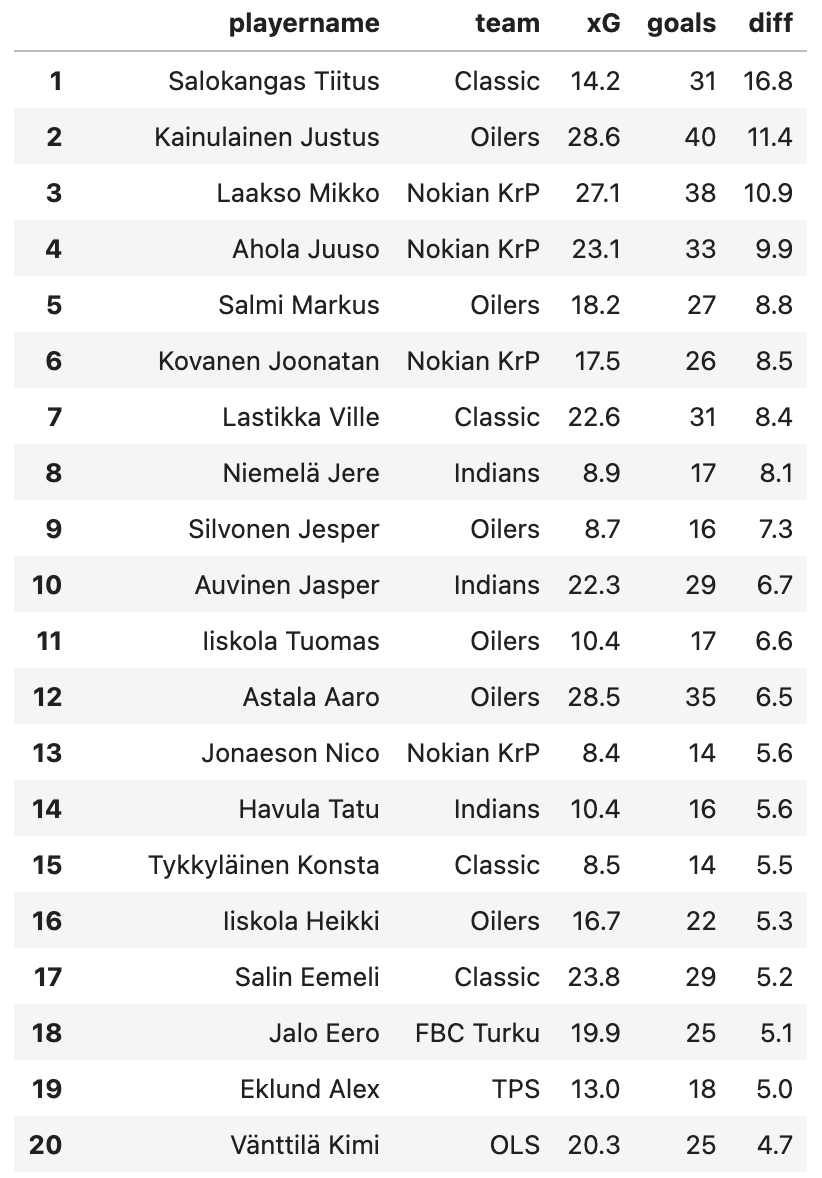 playername team xG goals diff
1 Salokangas Tiitus Classic 14.2 31 16.8
2 Kainulainen Justus Oilers 28.6 40 11.4
3 Laakso Mikko Nokian KrP 27.1 38 10.9
4 Ahola Juuso Nokian KrP 23.1 33 9.9
5 Salmi Markus Oilers 18.2 27 8.8
6 Kovanen Joonatan Nokian KrP 17.5 26 8.5
7 Lastikka Ville Classic 22.6 31 8.4
8 Niemelä Jere Indians 8.9 17 8.1
9 Silvonen Jesper Oilers 8.7 16 7.3
10 Auvinen Jasper Indians 22.3 29 6.7
11 Iiskola Tuomas Oilers 10.4 17 6.6
12 Astala Aaro Oilers 28.5 35 6.5
13 Jonaeson Nico Nokian KrP 8.4 14 5.6
14 Havula Tatu Indians 10.4 16 5.6
15 Tykkyläinen Konsta Classic 8.5 14 5.5
16 Iiskola Heikki Oilers 16.7 22 5.3
17 Salin Eemeli Classic 23.8 29 5.2
18 Jalo Eero FBC Turku 19.9 25 5.1
19 Eklund Alex TPS 13.0 18 5.0
20 Vänttilä Kimi OLS 20.3 25 4.7